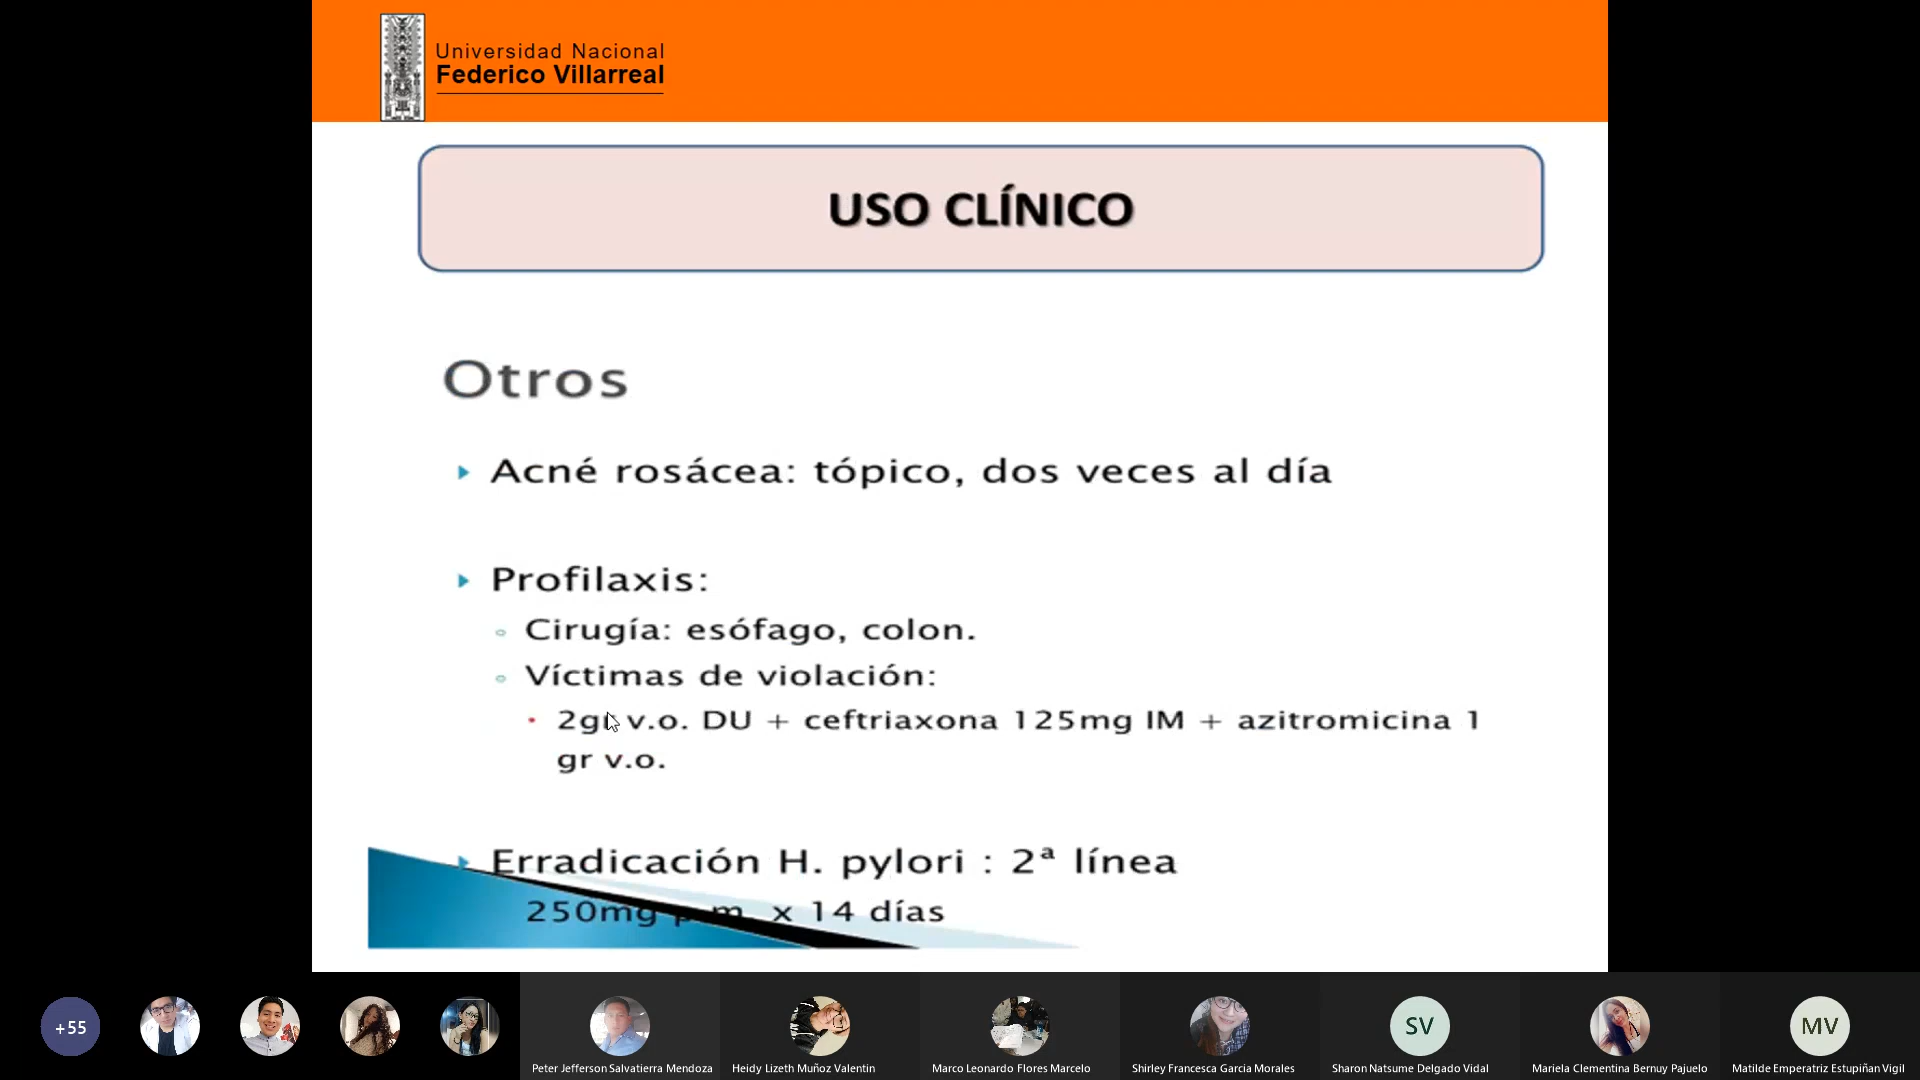 Universidad Nacional
Federico Villarreal
USO CLÍNICO
Otros
Acné rosácea: tópico, dos veces al día
Profilaxis:
Cirugía: esófago, colon.
Víctimas de violación:
2gr v.o. DU + ceftriaxona 125mg IM + azitromicina 1
gr v.o.
Erradicación H. pylori : 2ª línea
250mg p.m. x 14 días
+55
SV
MV
Peter Jefferson Salvatierra Mendoza
Heidy Lizeth Muñoz Valentin
Marco Leonardo Flores Marcelo
Shirley Francesca Garcia Morales
Sharon Natsume Delgado Vidal
Mariela Clementina Bernuy Pajuelo
Matilde Emperatriz Estupiñan Vigil